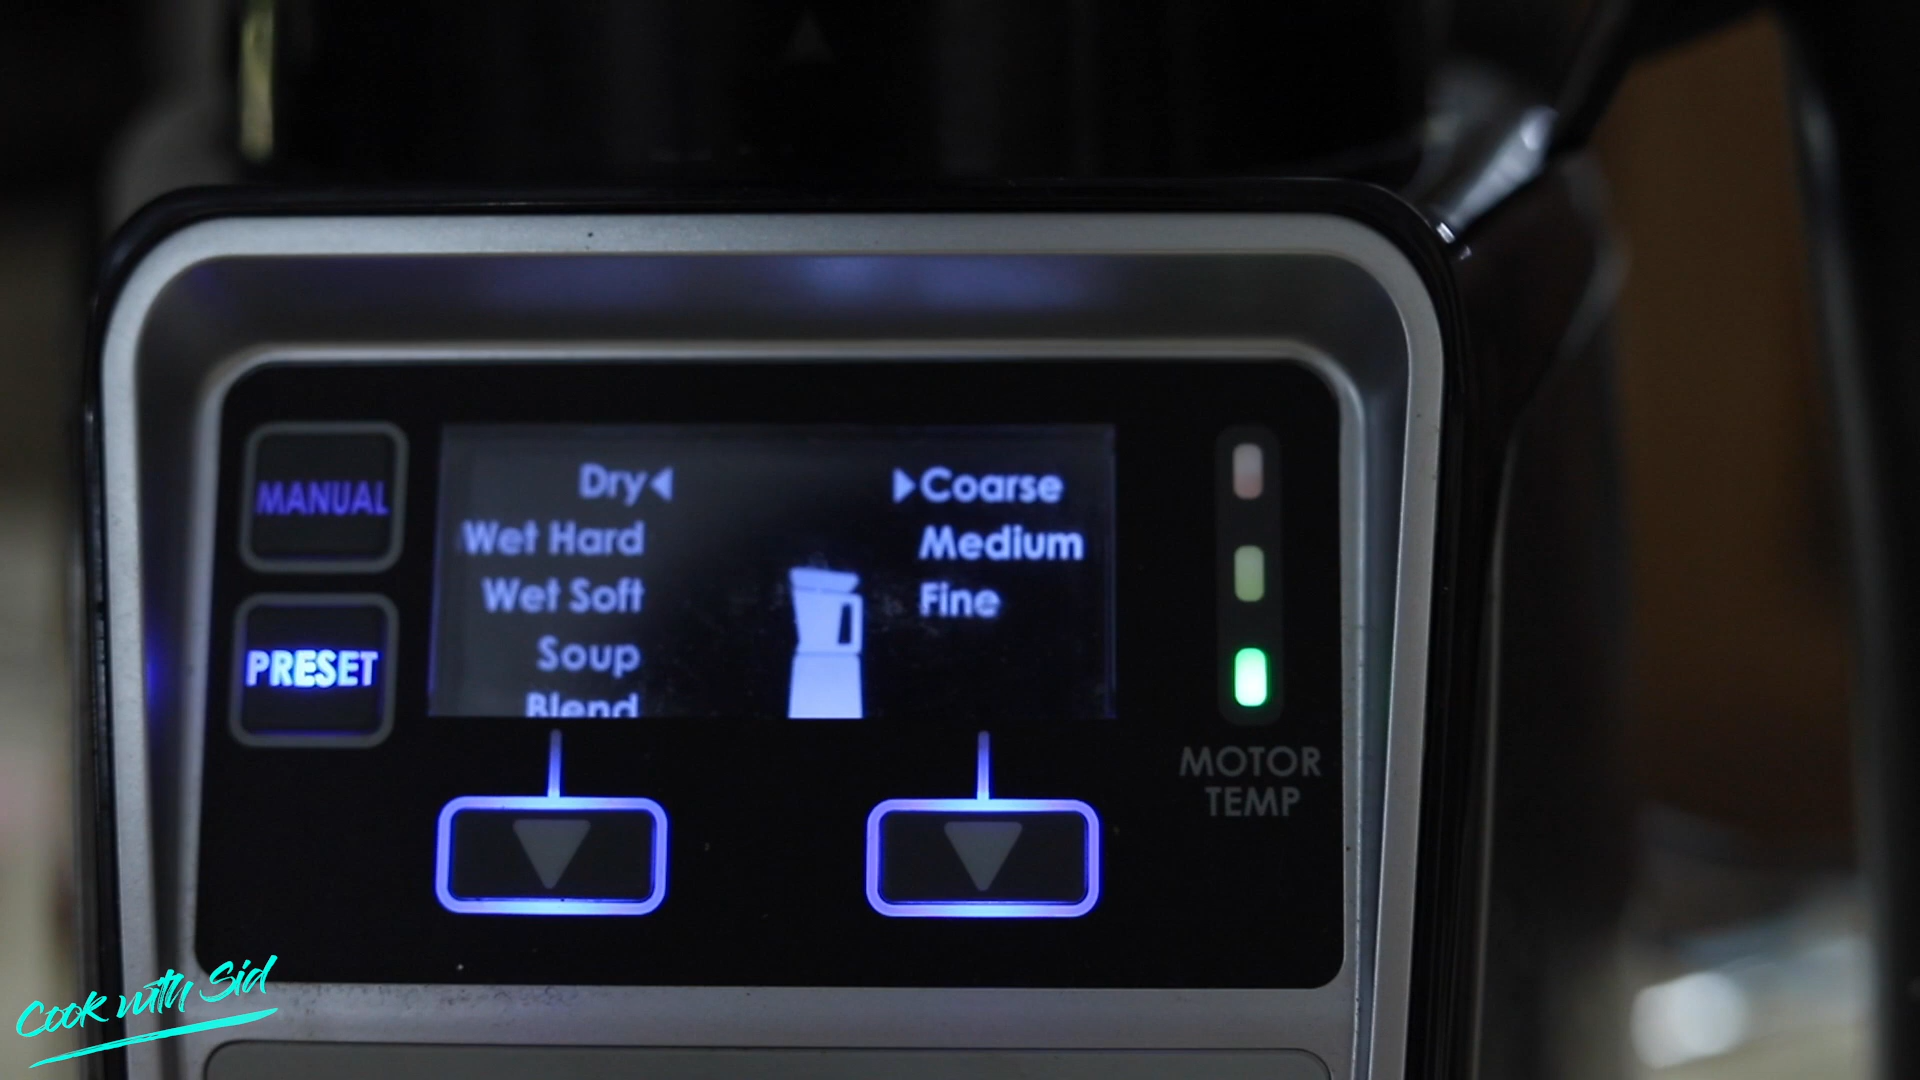 MANUAL
PRESET
Dry
Wet Hard
Wet Soft
Soup
Blend
Coarse
Medium
Fine
MOTOR
TEMP
Cook with Sid